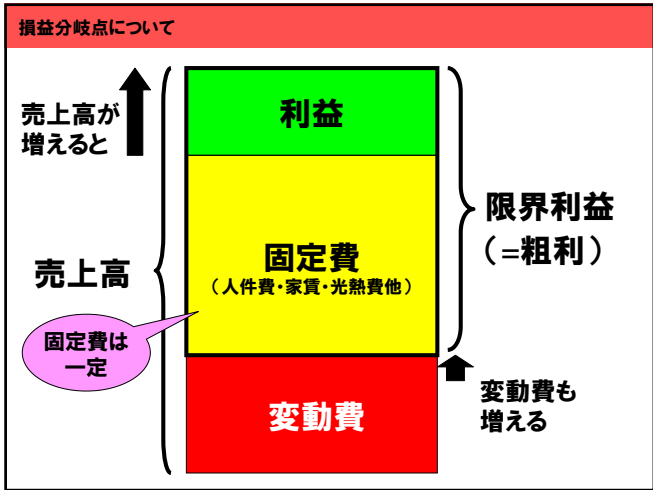 損益分岐点について
売上高が
増えると
利益
限界利益
（=粗利）
固定費
（人件費・家賃・光熱費他）
売上高
固定費は
一定
変動費
変動費も
増える